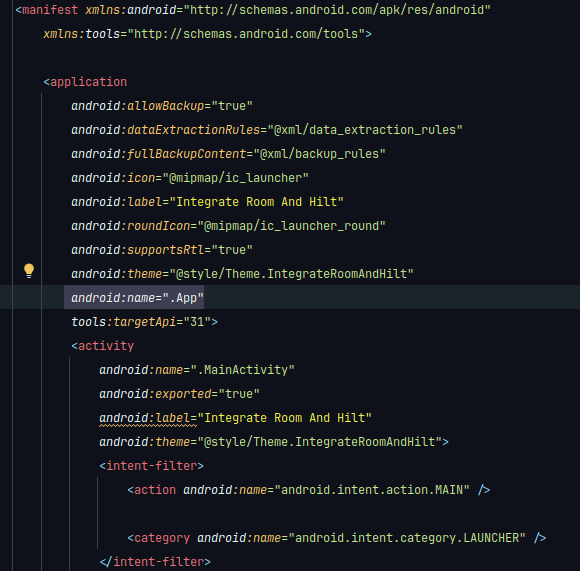 <manifest xmlns:android="http://schemas.android.com/apk/res/android"
xmlns:tools="http://schemas.android.com/tools">
<application
android:allowBackup="true"
android:dataExtractionRules="@xml/data_extraction_rules"
android:fullBackupContent="@xml/backup_rules"
android:icon="@mipmap/ic_launcher"
android:label="Integrate Room And Hilt"
android:roundIcon="@mipmap/ic_launcher_round"
android:supportsRtl="true"
android:theme="@style/Theme.IntegrateRoomAndHilt"
android:name=".App"
tools:targetApi="31">
<activity
android:name=".MainActivity"
android:exported="true"
android:label="Integrate Room And Hilt"
android:theme="@style/Theme.IntegrateRoomAndHilt">
<intent-filter>
<action android:name="android.intent.action.MAIN" />
<category android:name="android.intent.category.LAUNCHER" />
</intent-filter>